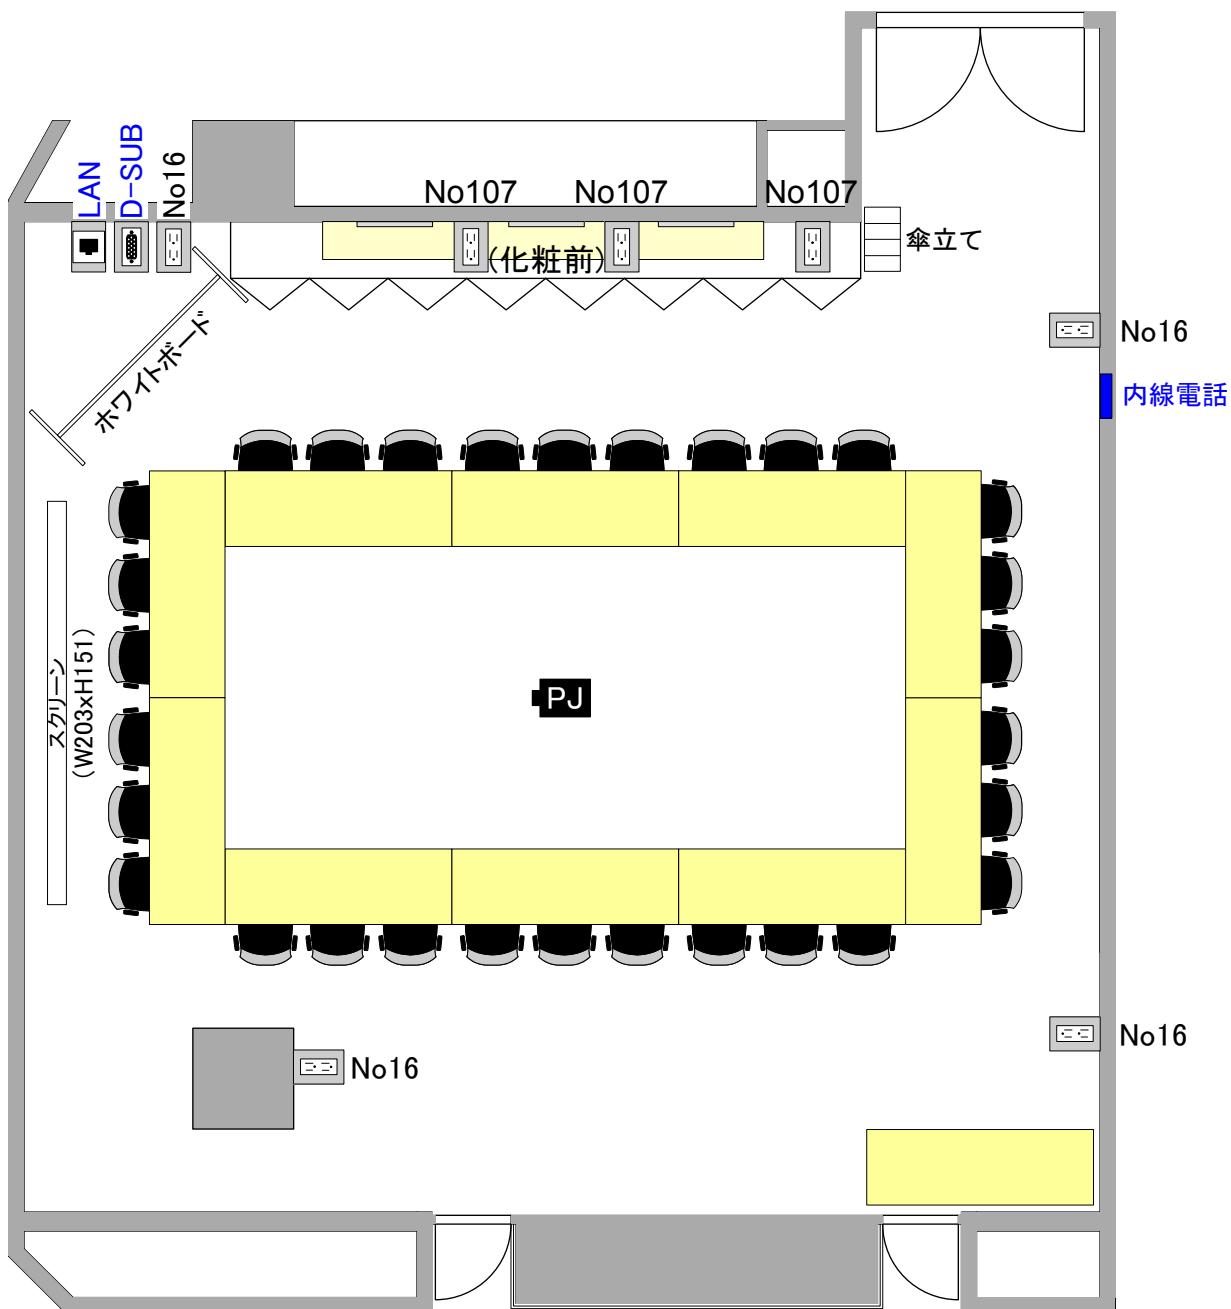 LAN
D-SUB
No16
No107
No107
No107
(化粧前)
傘立て
ホワイトボード
No16
内線電話
スクリーン
(W203xH151)
PJ
No16
No16